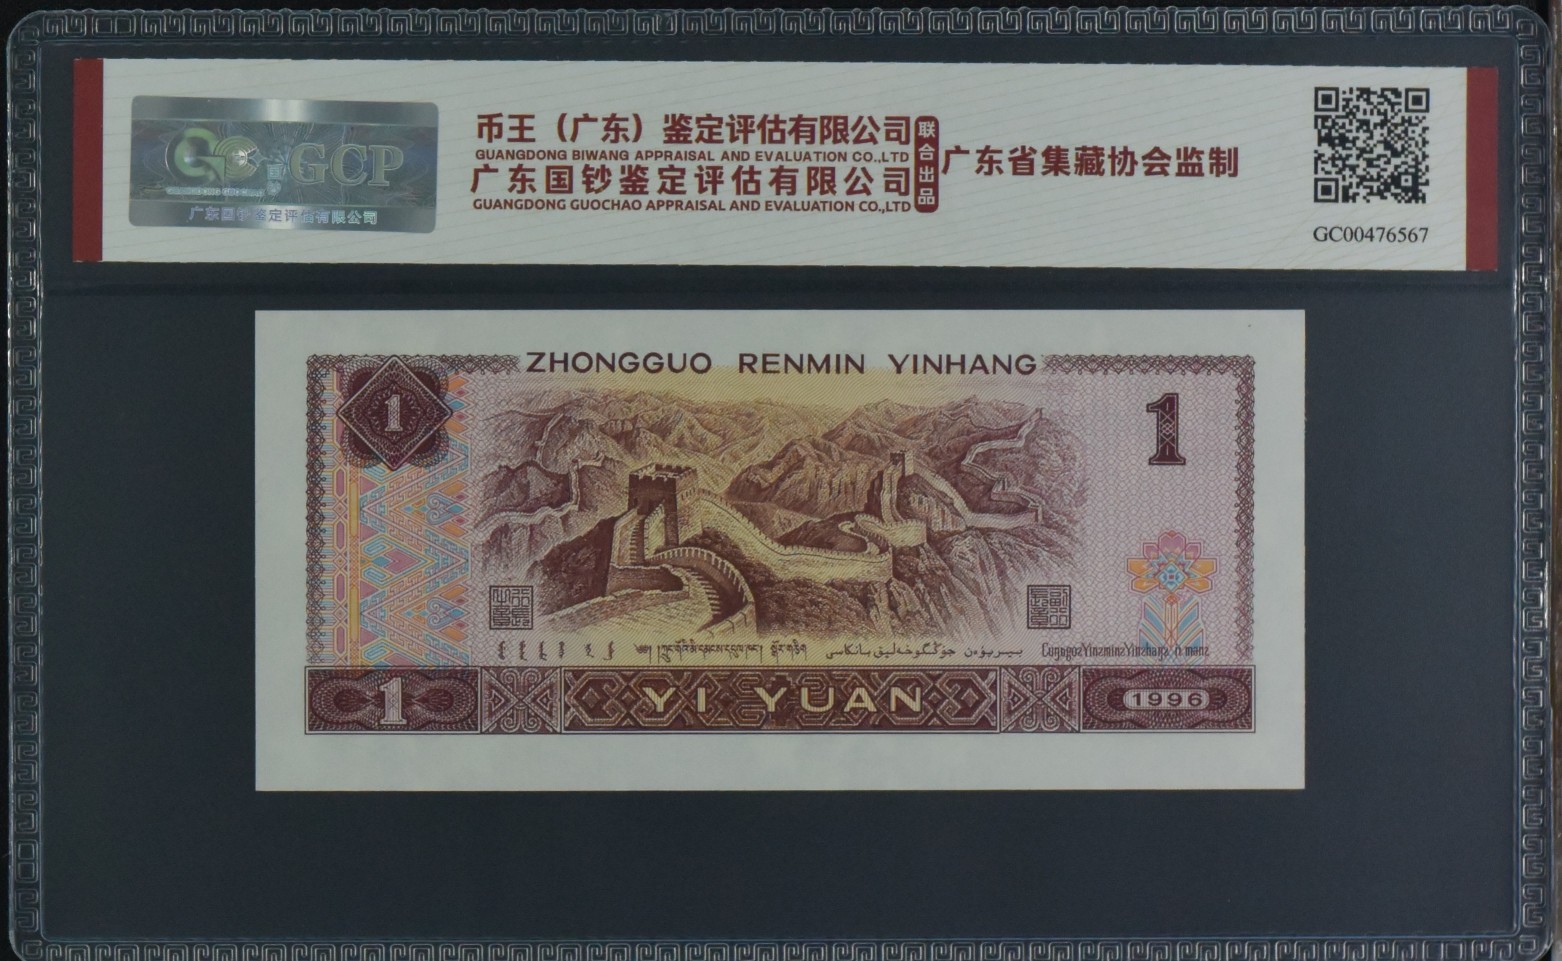 GCP
广东国钞鉴定评估有限公司
币王（广东）鉴定评估有限公司
GUANGDONG BIWANG APPRAISAL AND EVALUATION CO.,LTD
广东国钞鉴定评估有限公司
GUANGDONG GUOCHAO APPRAISAL AND EVALUATION CO.,LTD
联合出品
广东省集藏协会监制
GC00476567
ZHONGGUO RENMIN YINHANG
1
1
CuŋƨgozYinƨminƨYinzhaŋƨ
1
YI YUAN
1996